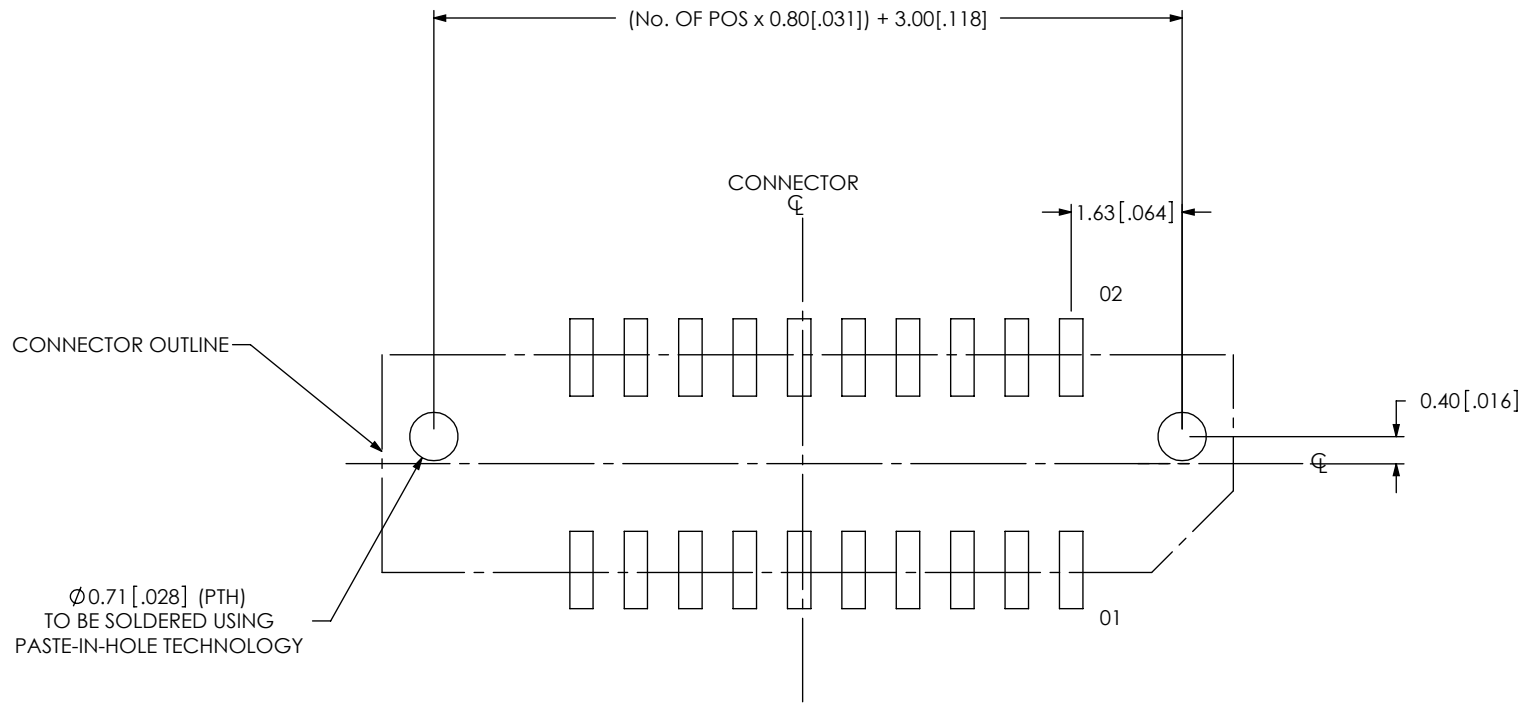 (No. OF POS x 0.80[.031]) + 3.00[.118]
CONNECTOR
℄
1.63[.064]
02
CONNECTOR OUTLINE
0.40[.016]
℄
Ø0.71[.028] (PTH)
TO BE SOLDERED USING
PASTE-IN-HOLE TECHNOLOGY
01